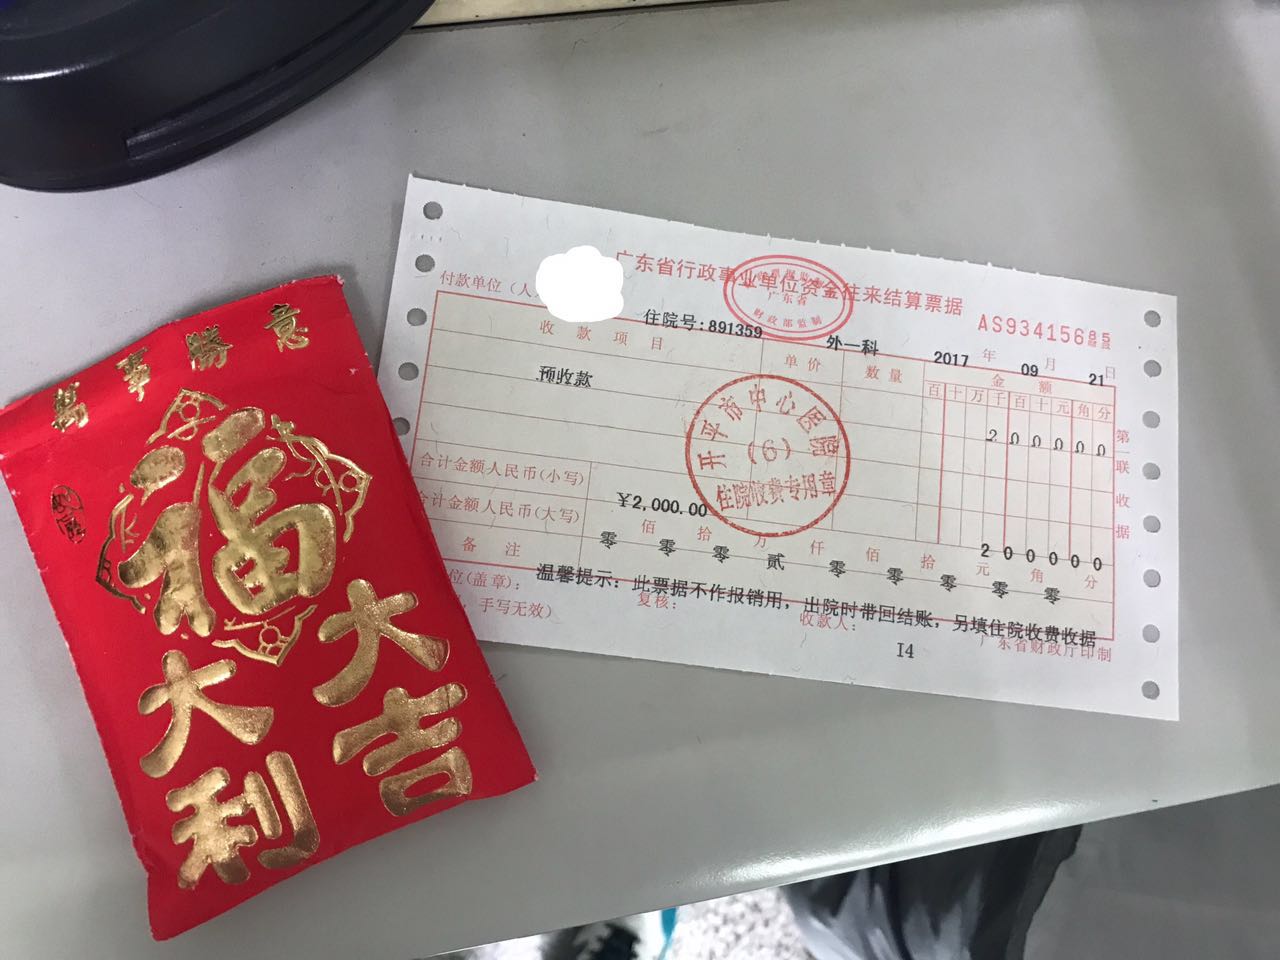 萬事勝意
福
大吉
大利
广东省行政事业单位资金往来结算票据
广东省
财政部监制
AS93415685
付款单位（人
住院号:891359
外一科
2017 年 09 月 21 日
收款项目
单价
数量
金额
百十万千百十元角分
预收款
200000
开平市中心医院
(6)
住院收费专用章
第一联收据
合计金额人民币(小写)
¥2,000.00
200000
合计金额人民币(大写)
佰 拾 万 仟 佰 拾 元 角 分
零 零 零 贰 零 零 零 零 零
备注
温馨提示：此票据不作报销用，出院时带回结账，另填住院收费收据
位(盖章):
复核:
收款人:
广东省财政厅印制
手写无效）
I4